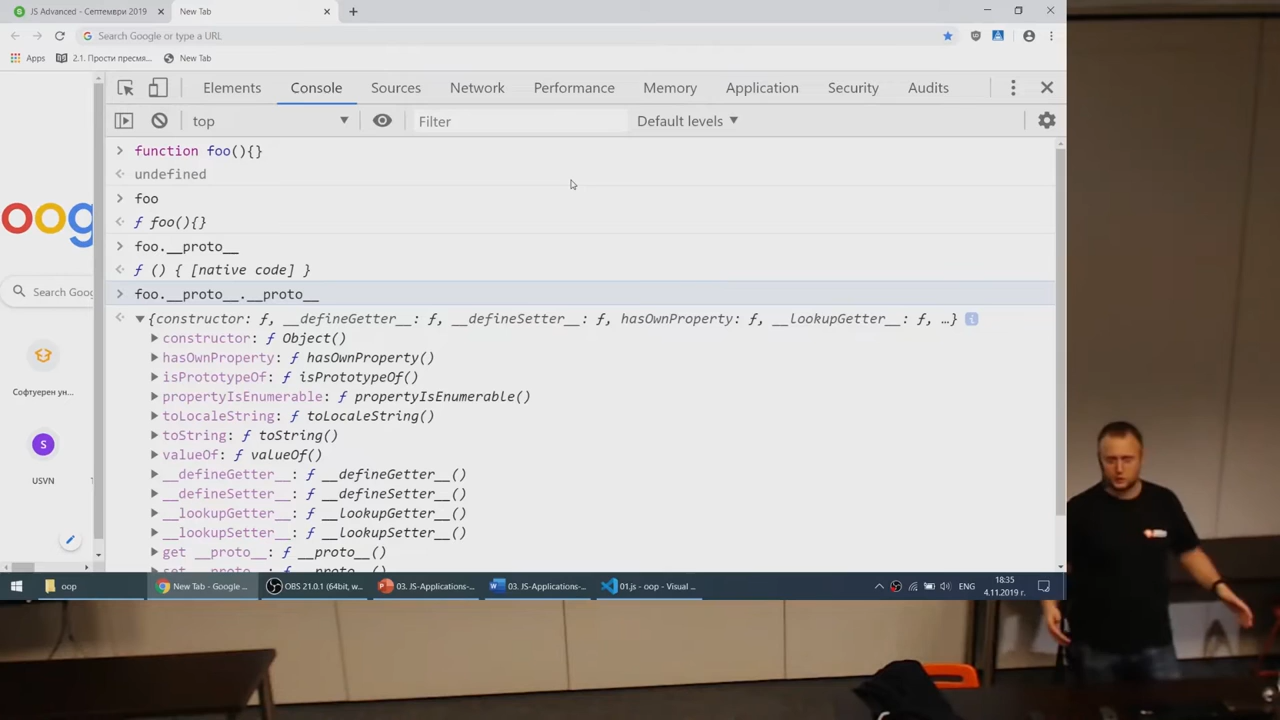 JS Advanced - Септември 2019
New Tab
Search Google or type a URL
Apps
2.1. Прости пресмя...
New Tab
Elements
Console
Sources
Network
Performance
Memory
Application
Security
Audits
top
Filter
Default levels
function foo(){}
undefined
foo
ƒ foo(){}
foo.__proto__
ƒ () { [native code] }
foo.__proto__.__proto__
{constructor: ƒ, __defineGetter__: ƒ, __defineSetter__: ƒ, hasOwnProperty: ƒ, __lookupGetter__: ƒ, …}
constructor: ƒ Object()
hasOwnProperty: ƒ hasOwnProperty()
isPrototypeOf: ƒ isPrototypeOf()
propertyIsEnumerable: ƒ propertyIsEnumerable()
toLocaleString: ƒ toLocaleString()
toString: ƒ toString()
valueOf: ƒ valueOf()
__defineGetter__: ƒ __defineGetter__()
__defineSetter__: ƒ __defineSetter__()
__lookupGetter__: ƒ __lookupGetter__()
__lookupSetter__: ƒ __lookupSetter__()
get __proto__: ƒ __proto__()
oog
Search Goo
Софтуерен ун...
S
USVN
oop
New Tab - Google ...
OBS 21.0.1 (64bit, w...
03. JS-Applications-...
03. JS-Applications-...
01.js - oop - Visual ...
ЕНГ
18:35
4.11.2019 г.